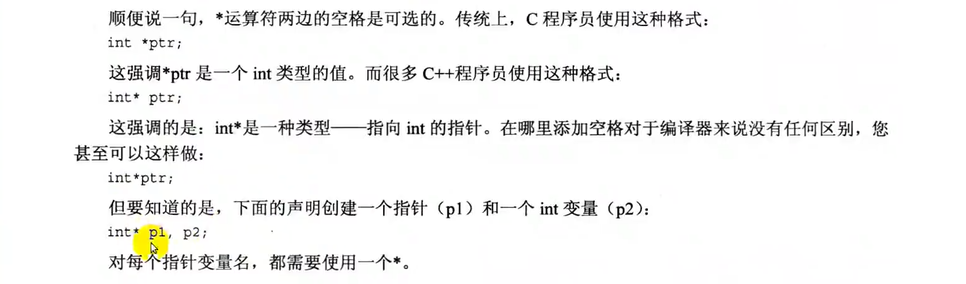 顺便说一句，*运算符两边的空格是可选的。传统上，C 程序员使用这种格式：
int *ptr;
这强调*ptr 是一个 int 类型的值。而很多 C++程序员使用这种格式：
int* ptr;
这强调的是：int*是一种类型——指向 int 的指针。在哪里添加空格对于编译器来说没有任何区别，您
甚至可以这样做：
int*ptr;
但要知道的是，下面的声明创建一个指针（p1）和一个 int 变量（p2）：
int* p1, p2;
对每个指针变量名，都需要使用一个*。